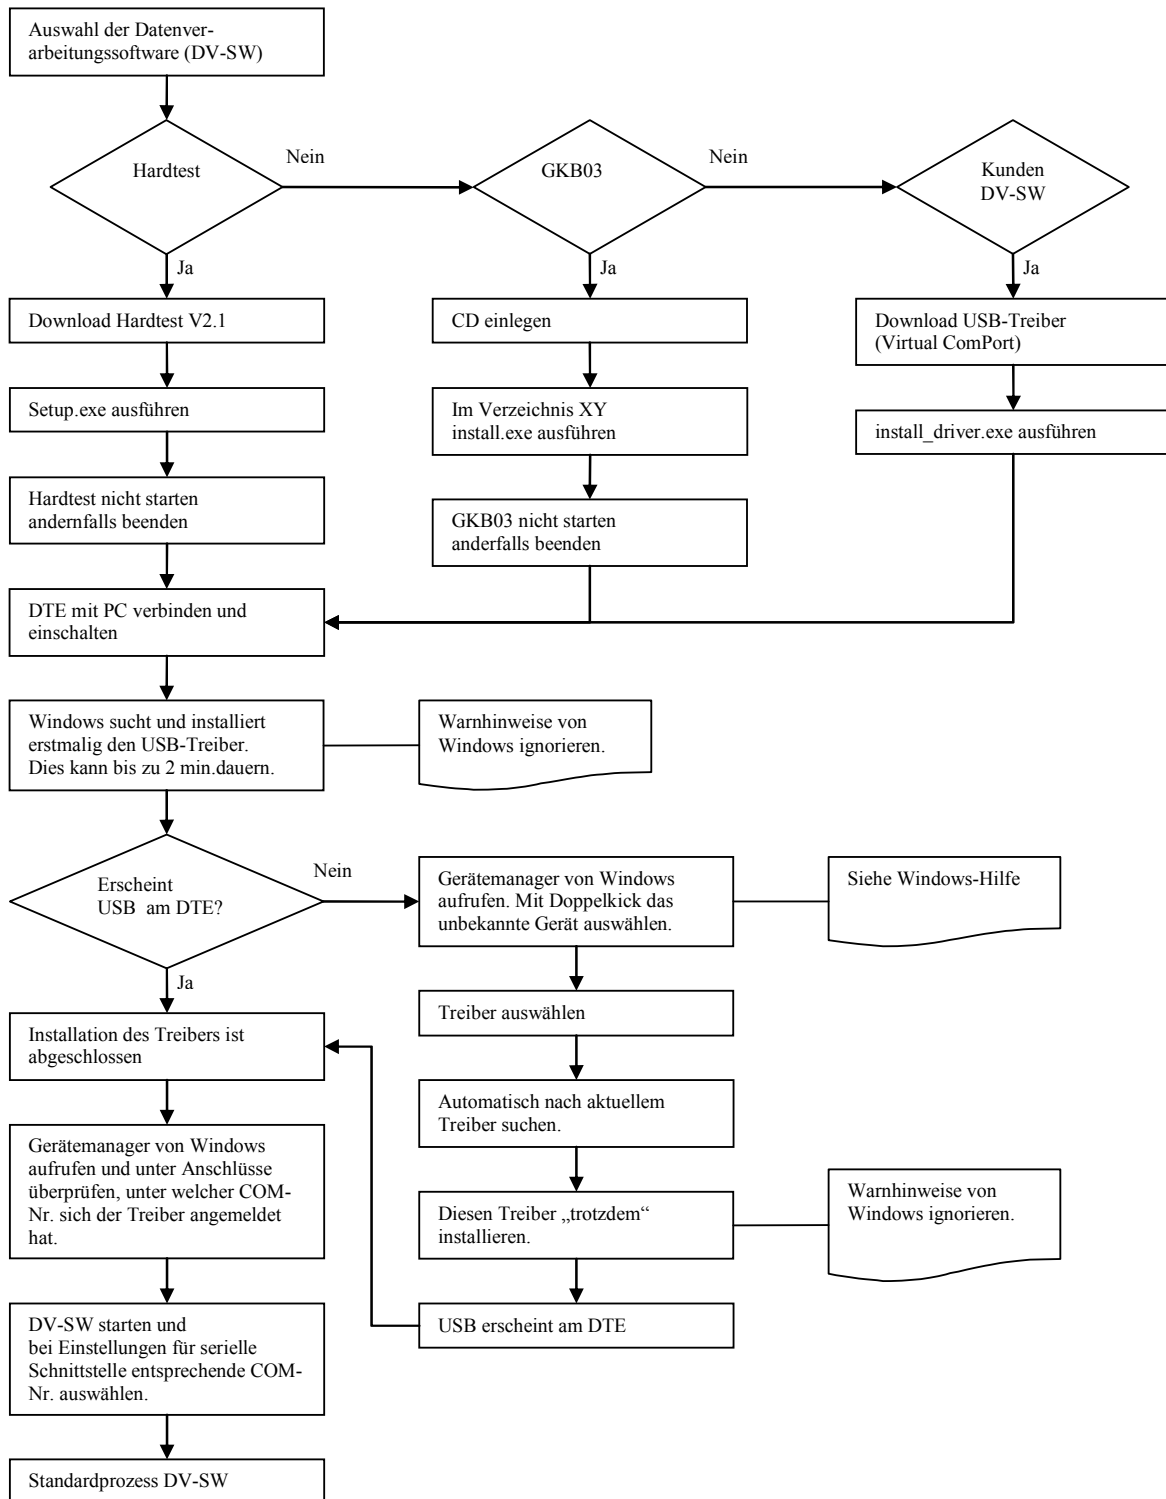 Auswahl der Datenver-
arbeitungssoftware (DV-SW)
Hardtest
Nein
GKB03
Nein
Kunden
DV-SW
Ja
Ja
Ja
Download Hardtest V2.1
CD einlegen
Download USB-Treiber
(Virtual ComPort)
Setup.exe ausführen
Im Verzeichnis XY
install.exe ausführen
install_driver.exe ausführen
Hardtest nicht starten
andernfalls beenden
GKB03 nicht starten
anderfalls beenden
DTE mit PC verbinden und
einschalten
Windows sucht und installiert
erstmalig den USB-Treiber.
Dies kann bis zu 2 min.dauern.
Warnhinweise von
Windows ignorieren.
Erscheint
USB am DTE?
Nein
Gerätemanager von Windows
aufrufen. Mit Doppelkick das
unbekannte Gerät auswählen.
Siehe Windows-Hilfe
Ja
Treiber auswählen
Installation des Treibers ist
abgeschlossen
Automatisch nach aktuellem
Treiber suchen.
Gerätemanager von Windows
aufrufen und unter Anschlüsse
überprüfen, unter welcher COM-
Nr. sich der Treiber angemeldet
hat.
Diesen Treiber „trotzdem“
installieren.
Warnhinweise von
Windows ignorieren.
USB erscheint am DTE
DV-SW starten und
bei Einstellungen für serielle
Schnittstelle entsprechende COM-
Nr. auswählen.
Standardprozess DV-SW